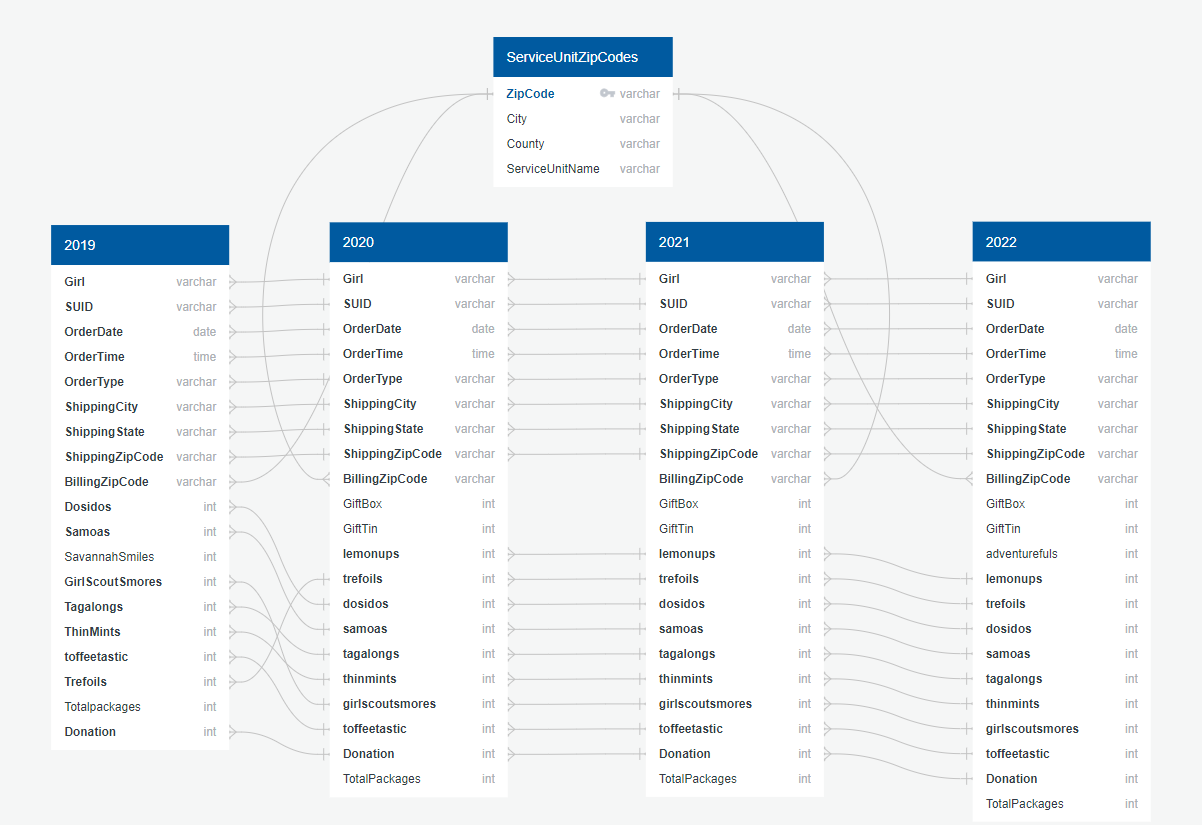 ServiceUnitZipCodes
ZipCode varchar
City varchar
County varchar
ServiceUnitName varchar
2019
Girl varchar
SUID varchar
OrderDate date
OrderTime time
OrderType varchar
ShippingCity varchar
ShippingState varchar
ShippingZipCode varchar
BillingZipCode varchar
Dosidos int
Samoas int
SavannahSmiles int
GirlScoutSmores int
Tagalongs int
ThinMints int
toffeetastic int
Trefoils int
Totalpackages int
Donation int
2020
Girl varchar
SUID varchar
OrderDate date
OrderTime time
OrderType varchar
ShippingCity varchar
ShippingState varchar
ShippingZipCode varchar
BillingZipCode varchar
GiftBox int
GiftTin int
lemonups int
trefoils int
dosidos int
samoas int
tagalongs int
thinmints int
girlscoutsmores int
toffeetastic int
Donation int
TotalPackages int
2021
Girl varchar
SUID varchar
OrderDate date
OrderTime time
OrderType varchar
ShippingCity varchar
ShippingState varchar
ShippingZipCode varchar
BillingZipCode varchar
GiftBox int
GiftTin int
lemonups int
trefoils int
dosidos int
samoas int
tagalongs int
thinmints int
girlscoutsmores int
toffeetastic int
Donation int
TotalPackages int
2022
Girl varchar
SUID varchar
OrderDate date
OrderTime time
OrderType varchar
ShippingCity varchar
ShippingState varchar
ShippingZipCode varchar
BillingZipCode varchar
GiftBox int
GiftTin int
adventurefuls int
lemonups int
trefoils int
dosidos int
samoas int
tagalongs int
thinmints int
girlscoutsmores int
toffeetastic int
Donation int
TotalPackages int